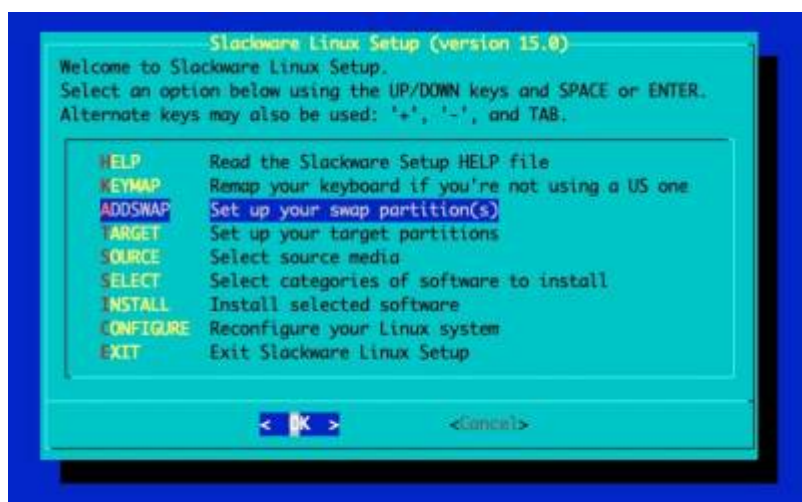 Slackware Linux Setup (version 15.0)
Welcome to Slackware Linux Setup.
Select an option below using the UP/DOWN keys and SPACE or ENTER.
Alternate keys may also be used: '+', '-', and TAB.
HELP Read the Slackware Setup HELP file
KEYMAP Remap your keyboard if you're not using a US one
ADDSWAP Set up your swap partition(s)
TARGET Set up your target partitions
SOURCE Select source media
SELECT Select categories of software to install
INSTALL Install selected software
CONFIGURE Reconfigure your Linux system
EXIT Exit Slackware Linux Setup
< OK > <Cancel>